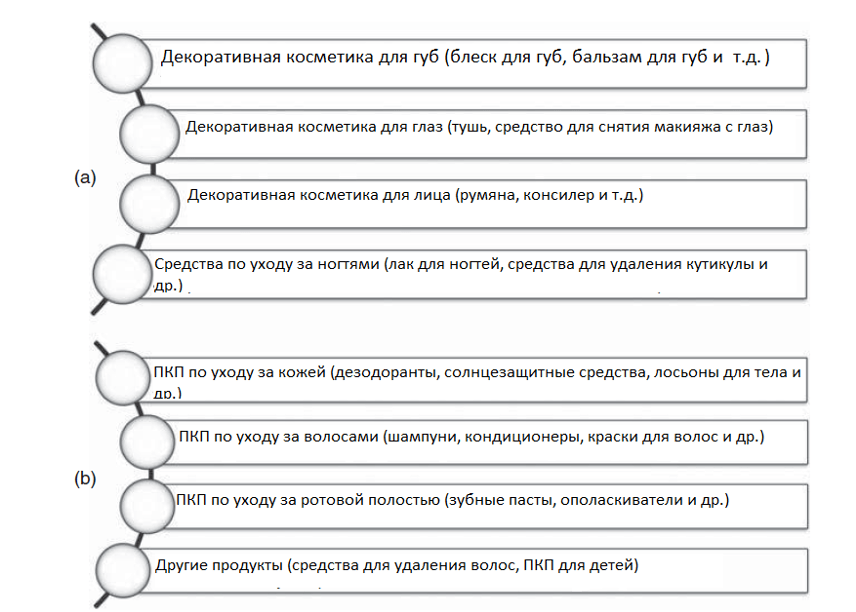 Декоративная косметика для губ (блеск для губ, бальзам для губ и т.д. )
Декоративная косметика для глаз (тушь, средство для снятия макияжа с глаз)
(a)
Декоративная косметика для лица (румяна, консилер и т.д.)
Средства по уходу за ногтями (лак для ногтей, средства для удаления кутикулы и
др.)
ПКП по уходу за кожей (дезодоранты, солнцезащитные средства, лосьоны для тела и
др.)
ПКП по уходу за волосами (шампуни, кондиционеры, краски для волос и др.)
(b)
ПКП по уходу за ротовой полостью (зубные пасты, ополаскиватели и др.)
Другие продукты (средства для удаления волос, ПКП для детей)